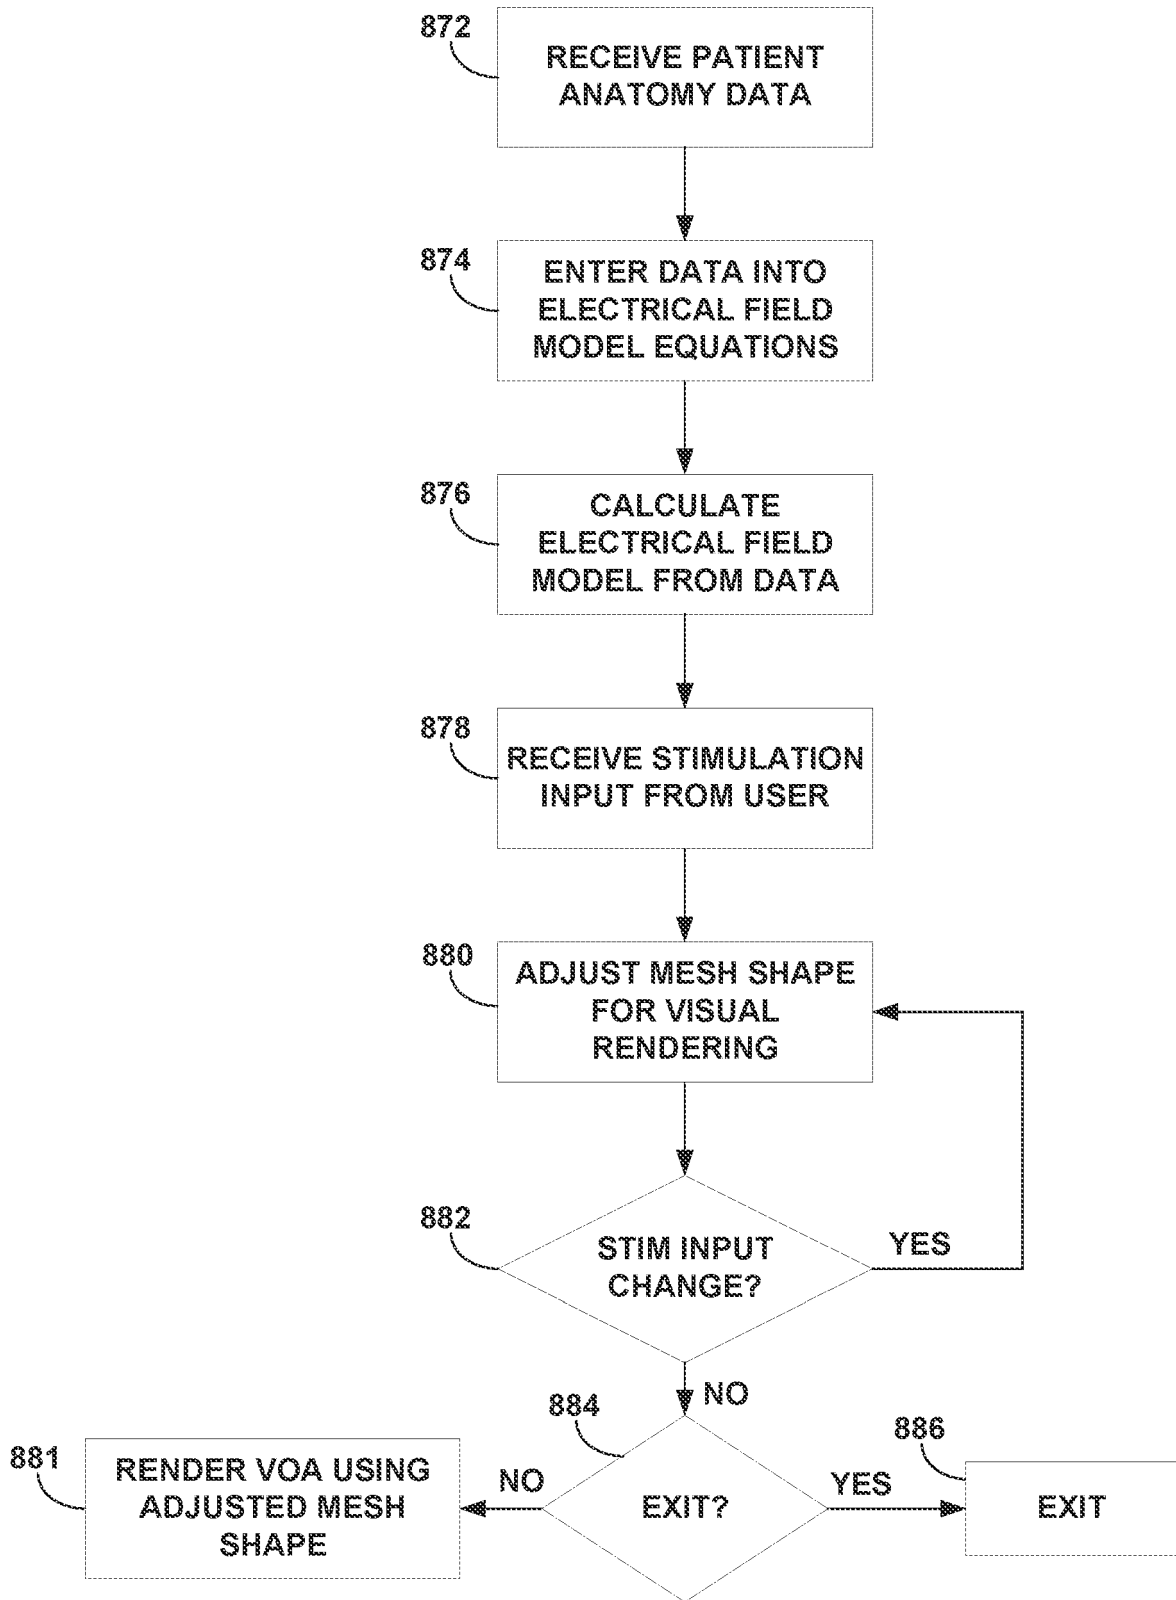 872
RECEIVE PATIENT
ANATOMY DATA
874
ENTER DATA INTO
ELECTRICAL FIELD
MODEL EQUATIONS
876
CALCULATE
ELECTRICAL FIELD
MODEL FROM DATA
878
RECEIVE STIMULATION
INPUT FROM USER
880
ADJUST MESH SHAPE
FOR VISUAL
RENDERING
882
STIM INPUT
CHANGE?
YES
NO
884
EXIT?
NO
YES
881
RENDER VOA USING
ADJUSTED MESH
SHAPE
886
EXIT